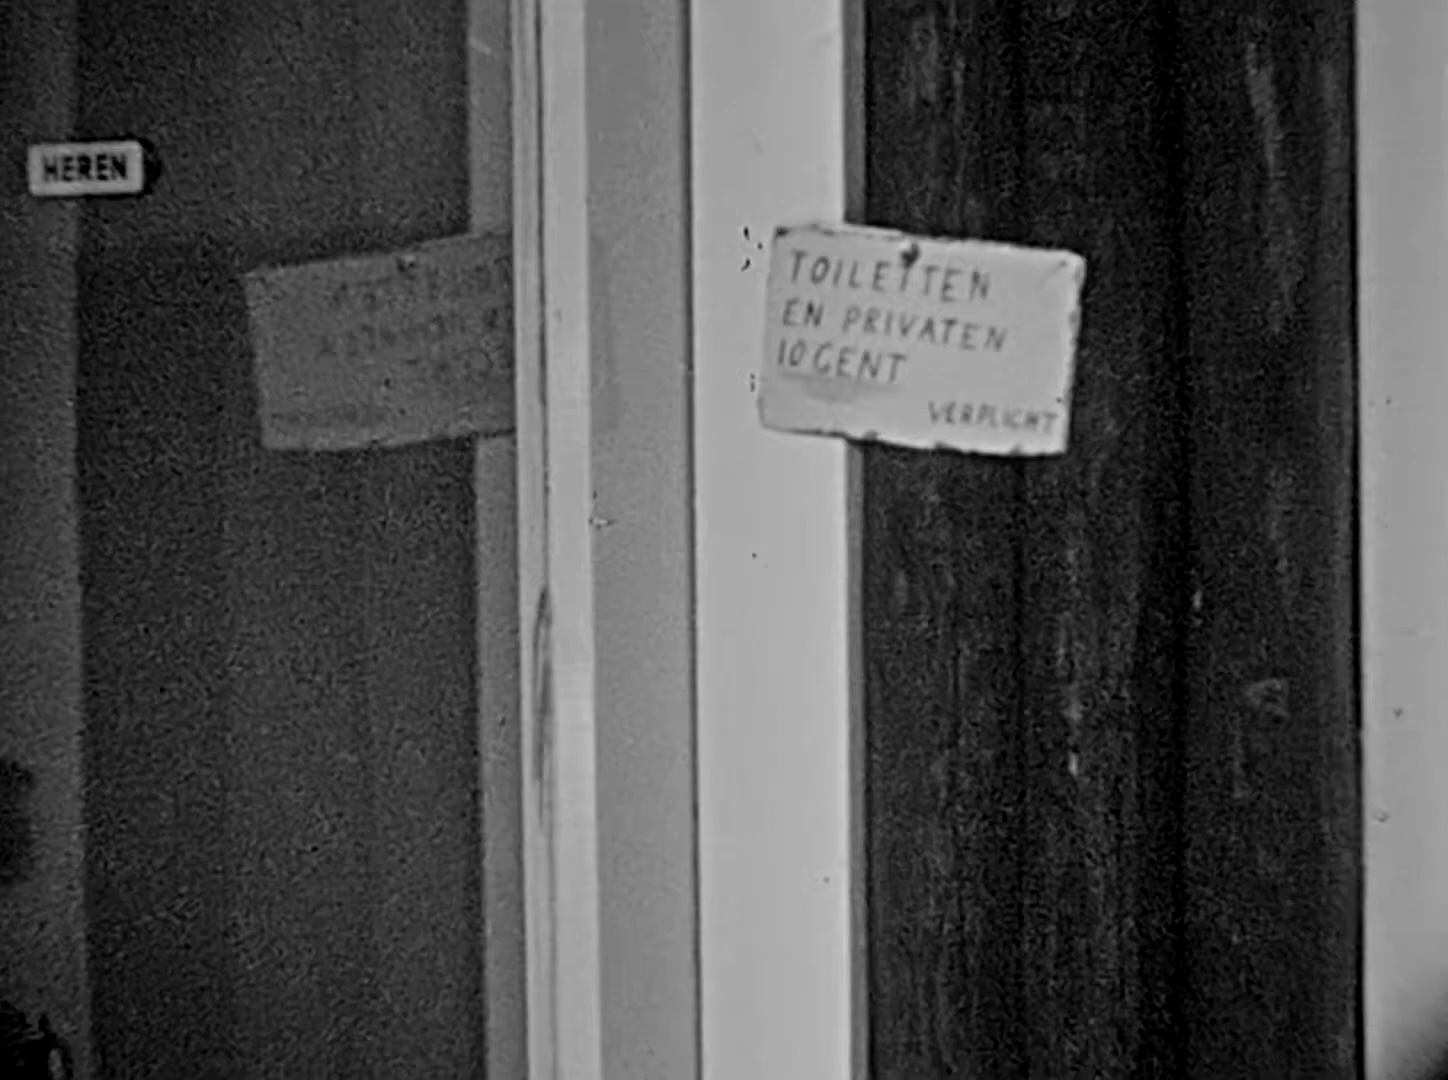 HEREN
TOILETTEN
EN PRIVATEN
10 CENT
VERPLICHT